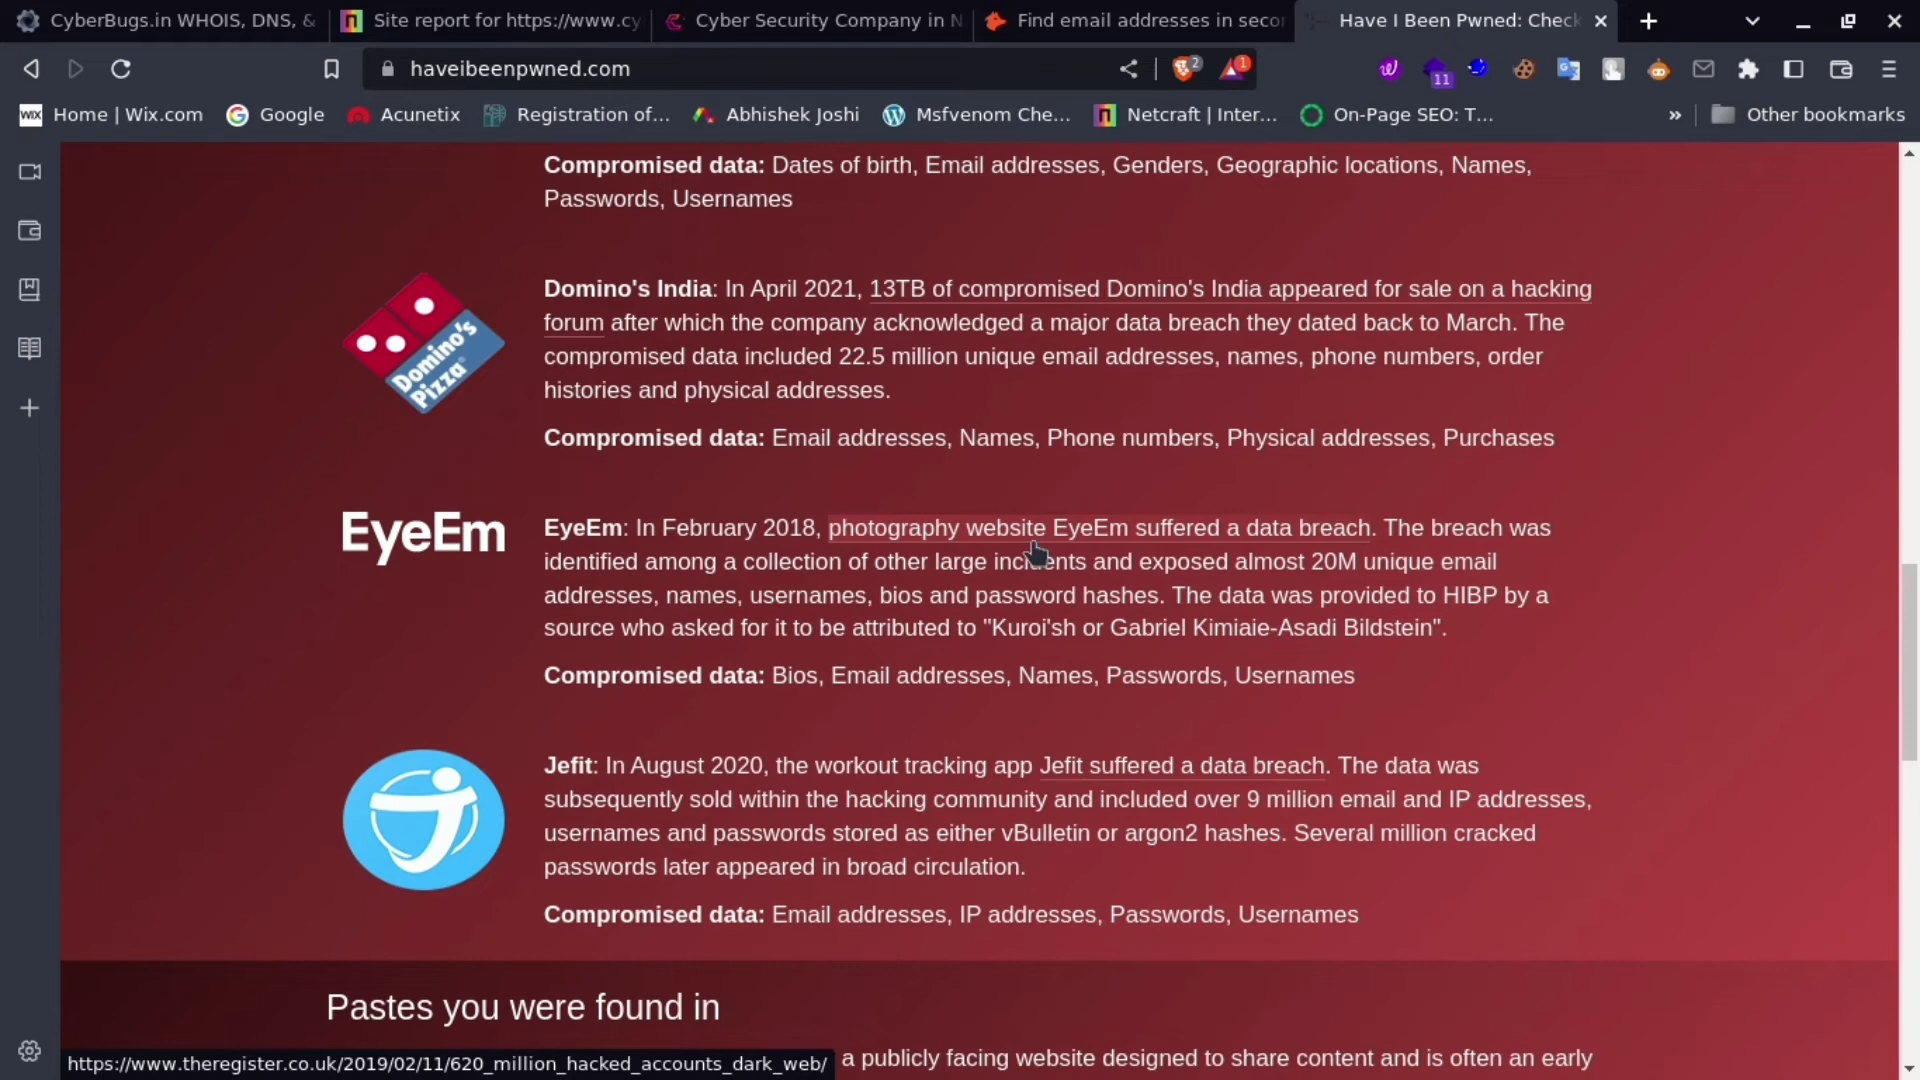 CyberBugs.in WHOIS, DNS, &
Site report for https://www.cy
Cyber Security Company in N
Find email addresses in secor
Have I Been Pwned: Check
haveibeenpwned.com
2
1
11
WIX Home | Wix.com
Google
Acunetix
Registration of...
Abhishek Joshi
Msfvenom Che...
Netcraft | Inter...
On-Page SEO: T...
»
Other bookmarks
Compromised data: Dates of birth, Email addresses, Genders, Geographic locations, Names,
Passwords, Usernames
Domino's Pizza
Domino's India: In April 2021, 13TB of compromised Domino's India appeared for sale on a hacking
forum after which the company acknowledged a major data breach they dated back to March. The
compromised data included 22.5 million unique email addresses, names, phone numbers, order
histories and physical addresses.
Compromised data: Email addresses, Names, Phone numbers, Physical addresses, Purchases
EyeEm
EyeEm: In February 2018, photography website EyeEm suffered a data breach. The breach was
identified among a collection of other large incidents and exposed almost 20M unique email
addresses, names, usernames, bios and password hashes. The data was provided to HIBP by a
source who asked for it to be attributed to "Kuroi'sh or Gabriel Kimiaie-Asadi Bildstein".
Compromised data: Bios, Email addresses, Names, Passwords, Usernames
Jefit: In August 2020, the workout tracking app Jefit suffered a data breach. The data was
subsequently sold within the hacking community and included over 9 million email and IP addresses,
usernames and passwords stored as either vBulletin or argon2 hashes. Several million cracked
passwords later appeared in broad circulation.
Compromised data: Email addresses, IP addresses, Passwords, Usernames
Pastes you were found in
a publicly facing website designed to share content and is often an early
https://www.theregister.co.uk/2019/02/11/620_million_hacked_accounts_dark_web/